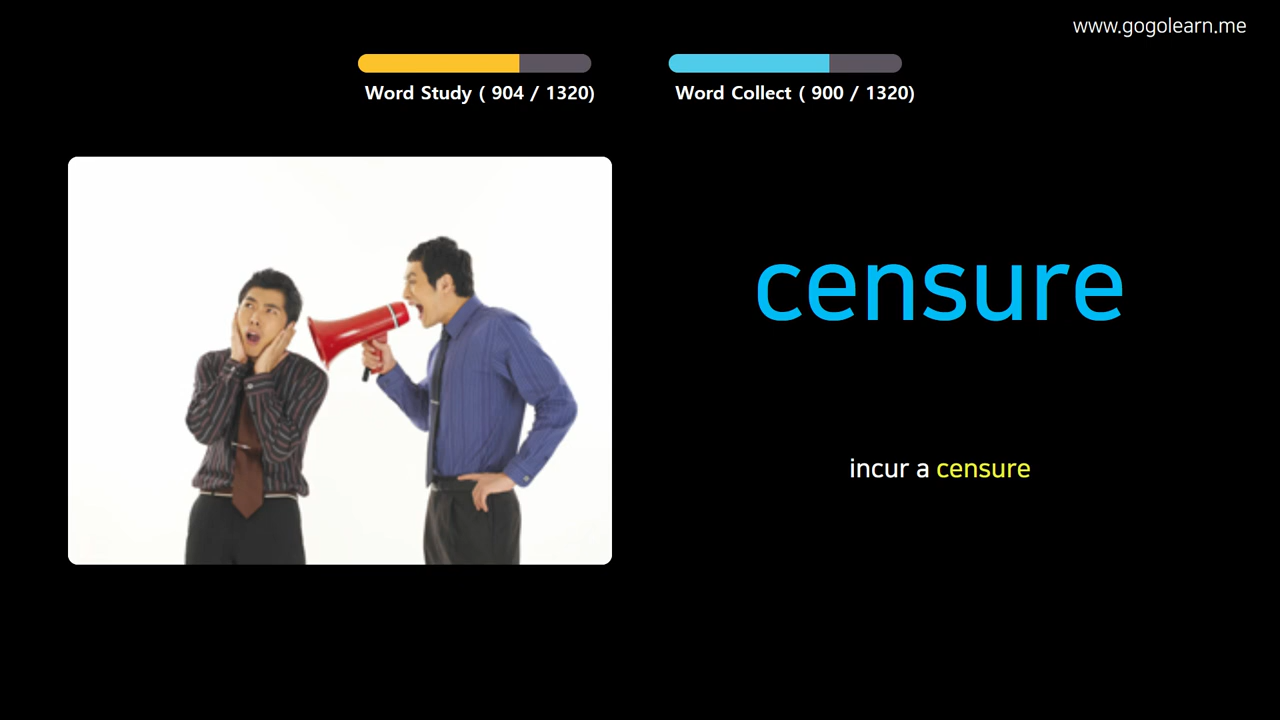 www.gogolearn.me
Word Study ( 904 / 1320)
Word Collect ( 900 / 1320)
censure
incur a censure